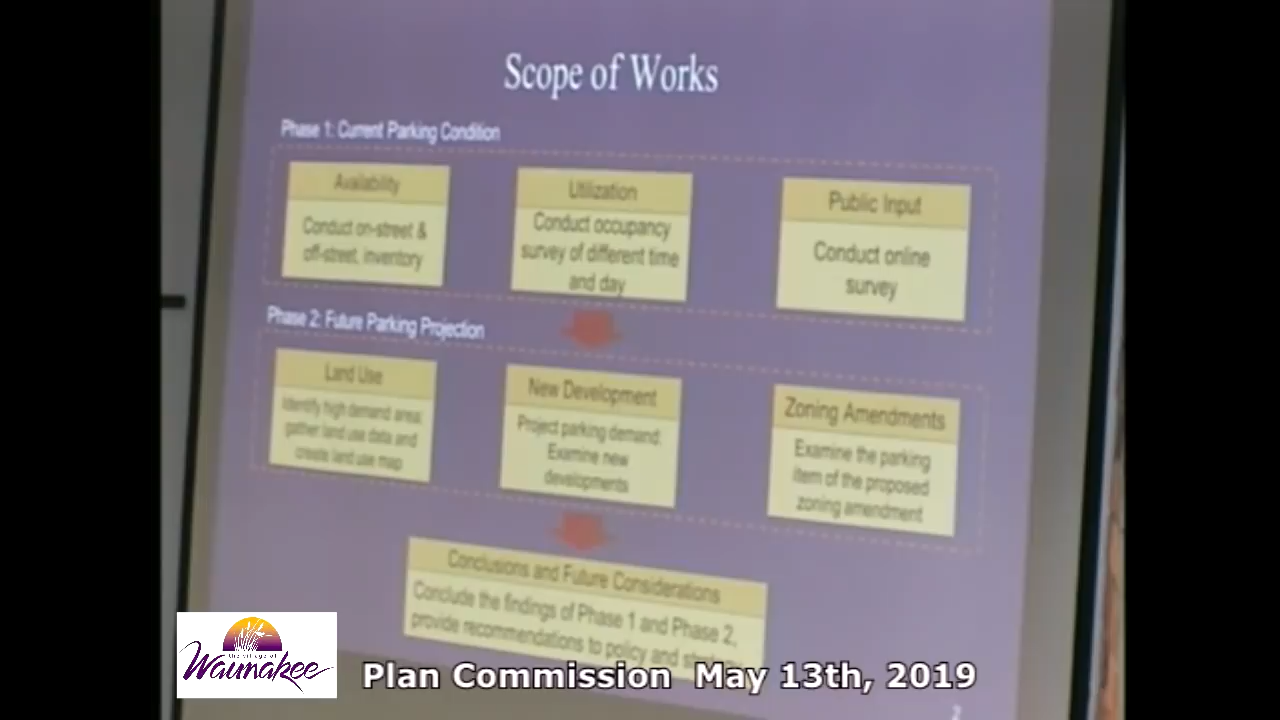 Scope of Works
Phase 1: Current Parking Condition
Availability
Conduct on-street &
off-street, inventory
Utilization
Conduct occupancy
survey of different time
and day
Public Input
Conduct online
survey
Phase 2: Future Parking Projection
Land Use
Identify high demand area:
gather land use data and
create land use map
New Development
Project parking demand:
Examine new
developments
Zoning Amendments
Examine the parking
item of the proposed
zoning amendment
Conclusions and Future Considerations
Conclude the findings of Phase 1 and Phase 2,
provide recommendations to policy and
the village of
Waunakee
Plan Commission May 13th, 2019
2